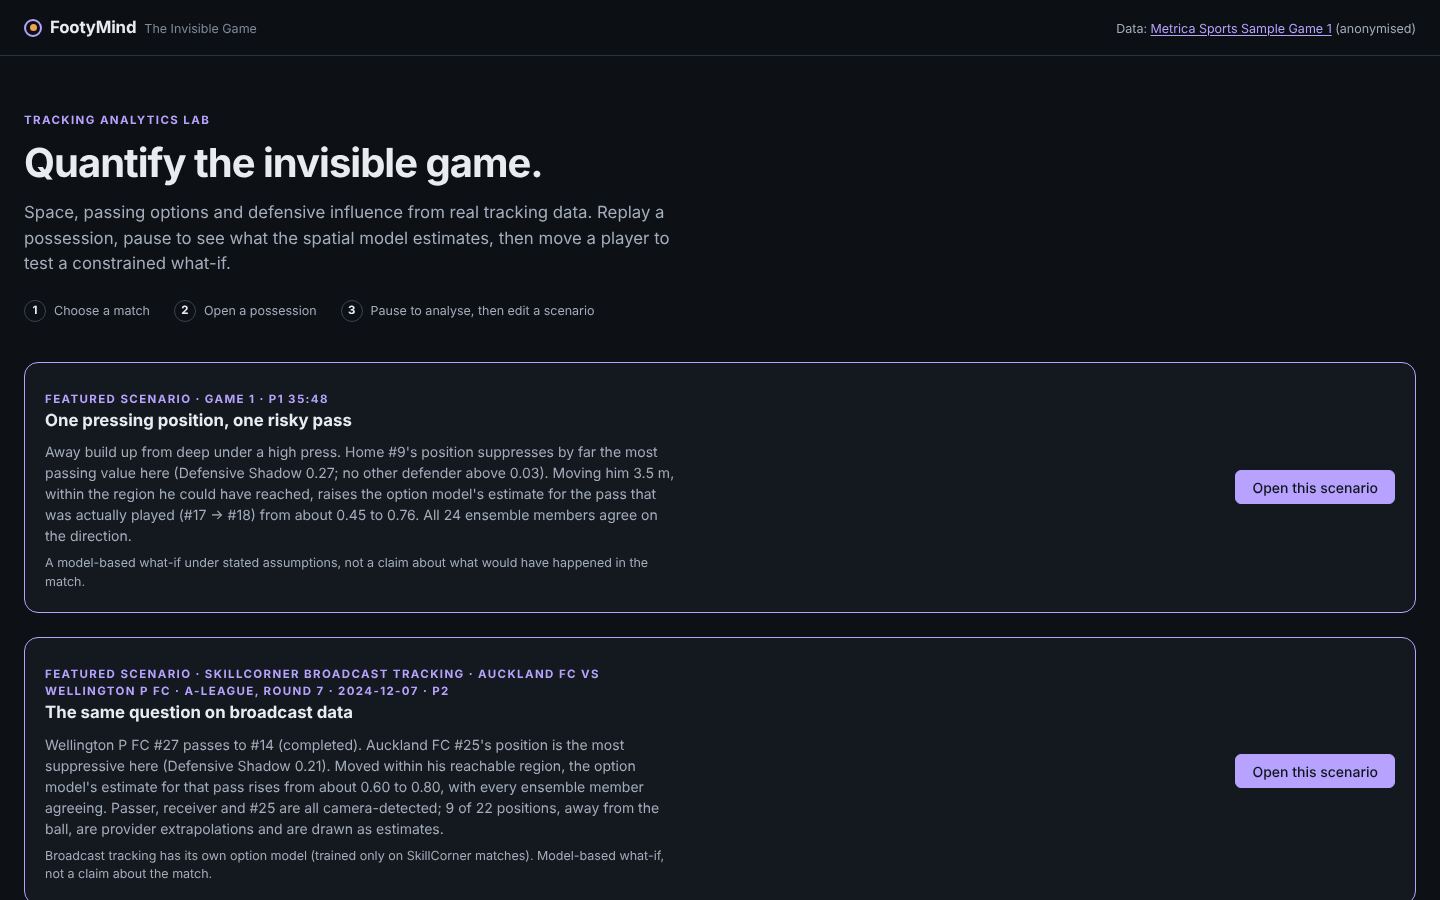 FootyMind The Invisible Game
Data: Metrica Sports Sample Game 1 (anonymised)
TRACKING ANALYTICS LAB
Quantify the invisible game.
Space, passing options and defensive influence from real tracking data. Replay a
possession, pause to see what the spatial model estimates, then move a player to
test a constrained what-if.
1 Choose a match 2 Open a possession 3 Pause to analyse, then edit a scenario
FEATURED SCENARIO · GAME 1 · P1 35:48
One pressing position, one risky pass
Away build up from deep under a high press. Home #9's position suppresses by far the most
passing value here (Defensive Shadow 0.27; no other defender above 0.03). Moving him 3.5 m,
within the region he could have reached, raises the option model's estimate for the pass that
was actually played (#17 → #18) from about 0.45 to 0.76. All 24 ensemble members agree on
the direction.
A model-based what-if under stated assumptions, not a claim about what would have happened in the
match.
Open this scenario
FEATURED SCENARIO · SKILLCORNER BROADCAST TRACKING · AUCKLAND FC VS
WELLINGTON P FC · A-LEAGUE, ROUND 7 · 2024-12-07 · P2
The same question on broadcast data
Wellington P FC #27 passes to #14 (completed). Auckland FC #25's position is the most
suppressive here (Defensive Shadow 0.21). Moved within his reachable region, the option
model's estimate for that pass rises from about 0.60 to 0.80, with every ensemble member
agreeing. Passer, receiver and #25 are all camera-detected; 9 of 22 positions, away from the
ball, are provider extrapolations and are drawn as estimates.
Broadcast tracking has its own option model (trained only on SkillCorner matches). Model-based what-if,
not a claim about the match.
Open this scenario